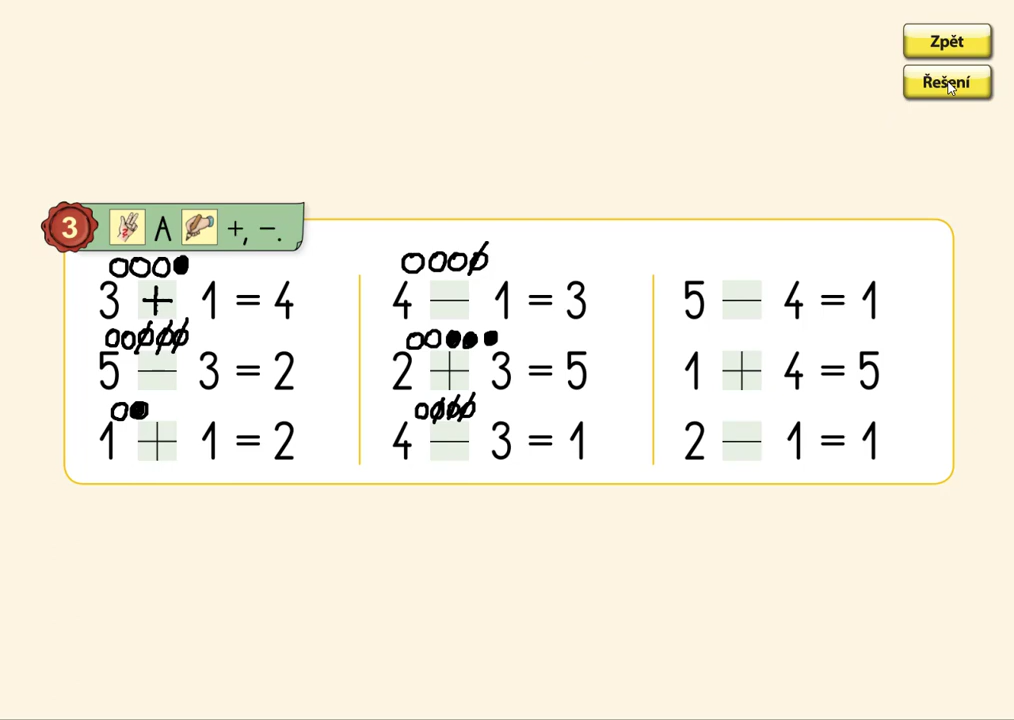 Zpět
Řešení
3 A +, −.
3 + 1 = 4
5 − 3 = 2
1 + 1 = 2
4 − 1 = 3
2 + 3 = 5
4 − 3 = 1
5 − 4 = 1
1 + 4 = 5
2 − 1 = 1